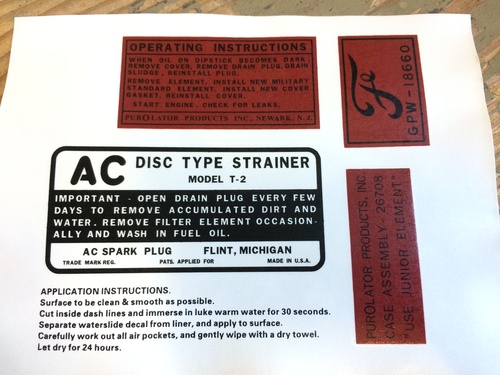 OPERATING INSTRUCTIONS
WHEN OIL ON DIPSTICK BECOMES DARK,
REMOVE COVER, REMOVE DRAIN PLUG, DRAIN
SLUDGE, REINSTALL PLUG.
REMOVE ELEMENT. INSTALL NEW MILITARY
STANDARD ELEMENT. INSTALL NEW COVER
GASKET, REINSTALL COVER.
START ENGINE, CHECK FOR LEAKS.
PUROLATOR PRODUCTS INC., NEWARK, N.J.
GPW-18660
AC DISC TYPE STRAINER
MODEL T-2
IMPORTANT - OPEN DRAIN PLUG EVERY FEW
DAYS TO REMOVE ACCUMULATED DIRT AND
WATER. REMOVE FILTER ELEMENT OCCASION-
ALLY AND WASH IN FUEL OIL.
AC SPARK PLUG FLINT, MICHIGAN
TRADE MARK REG. PATS. APPLIED FOR MADE IN U.S.A.
PUROLATOR PRODUCTS, INC.
CASE ASSEMBLY-26708
"USE JUNIOR ELEMENT"
APPLICATION INSTRUCTIONS.
Surface to be clean & smooth as possible.
Cut inside dash lines and immerse in luke warm water for 30 seconds.
Separate waterslide decal from liner, and apply to surface.
Carefully work out all air pockets, and gently wipe with a dry towel.
Let dry for 24 hours.